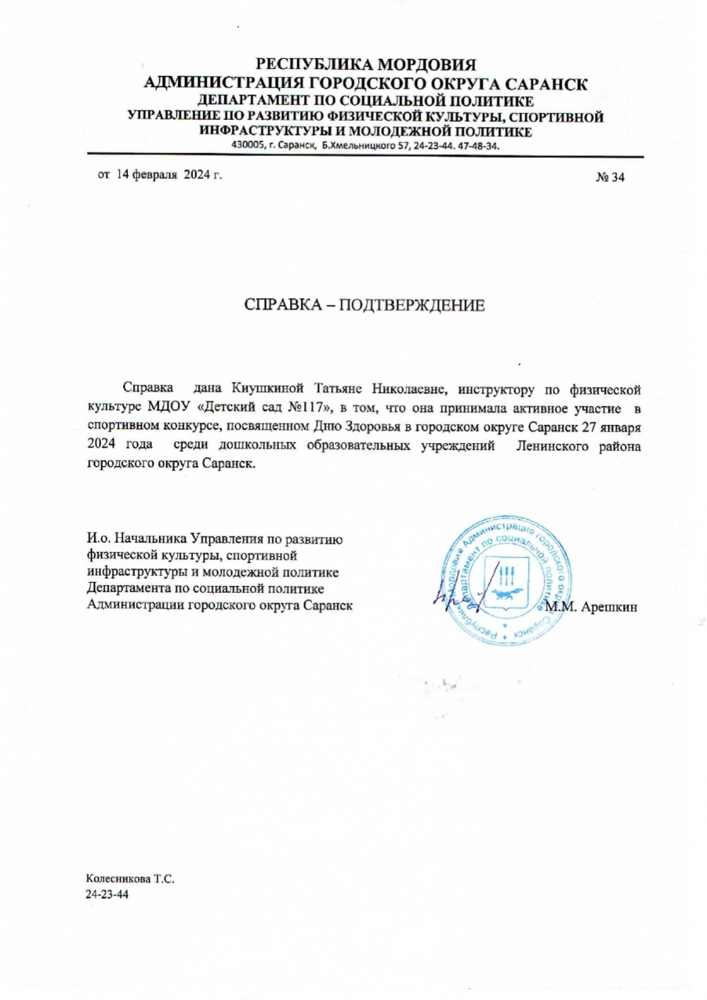 РЕСПУБЛИКА МОРДОВИЯ
АДМИНИСТРАЦИЯ ГОРОДСКОГО ОКРУГА САРАНСК
ДЕПАРТАМЕНТ ПО СОЦИАЛЬНОЙ ПОЛИТИКЕ
УПРАВЛЕНИЕ ПО РАЗВИТИЮ ФИЗИЧЕСКОЙ КУЛЬТУРЫ, СПОРТИВНОЙ
ИНФРАСТРУКТУРЫ И МОЛОДЕЖНОЙ ПОЛИТИКЕ
430005, г. Саранск, Б.Хмельницкого 57, 24-23-44. 47-48-34.
от 14 февраля 2024 г.
№ 34
СПРАВКА – ПОДТВЕРЖДЕНИЕ
Справка дана Киушкиной Татьяне Николаевне, инструктору по физической
культуре МДОУ «Детский сад №117», в том, что она принимала активное участие в
спортивном конкурсе, посвященном Дню Здоровья в городском округе Саранск 27 января
2024 года среди дошкольных образовательных учреждений Ленинского района
городского округа Саранск.
И.о. Начальника Управления по развитию
физической культуры, спортивной
инфраструктуры и молодежной политике
Департамента по социальной политике
Администрации городского округа Саранск
Республика Мордовия Администрация городского округа Саранск
Департамент по социальной политике
М.М. Арешкин
Колесникова Т.С.
24-23-44